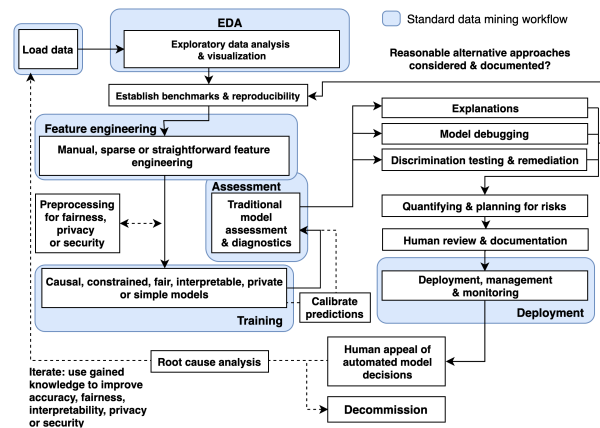 EDA
Standard data mining workflow
Load data
Exploratory data analysis
& visualization
Reasonable alternative approaches
considered & documented?
Establish benchmarks & reproducibility
Explanations
Feature engineering
Model debugging
Manual, sparse or straightforward feature
engineering
Discrimination testing & remediation
Assessment
Preprocessing
for fairness,
privacy
or security
Traditional
model
assessment
& diagnostics
Quantifying & planning for risks
Human review & documentation
Causal, constrained, fair, interpretable, private
or simple models
Training
Calibrate
predictions
Deployment, management
& monitoring
Deployment
Root cause analysis
Human appeal of
automated model
decisions
Iterate: use gained
knowledge to improve
accuracy, fairness,
interpretability, privacy
or security
Decommission